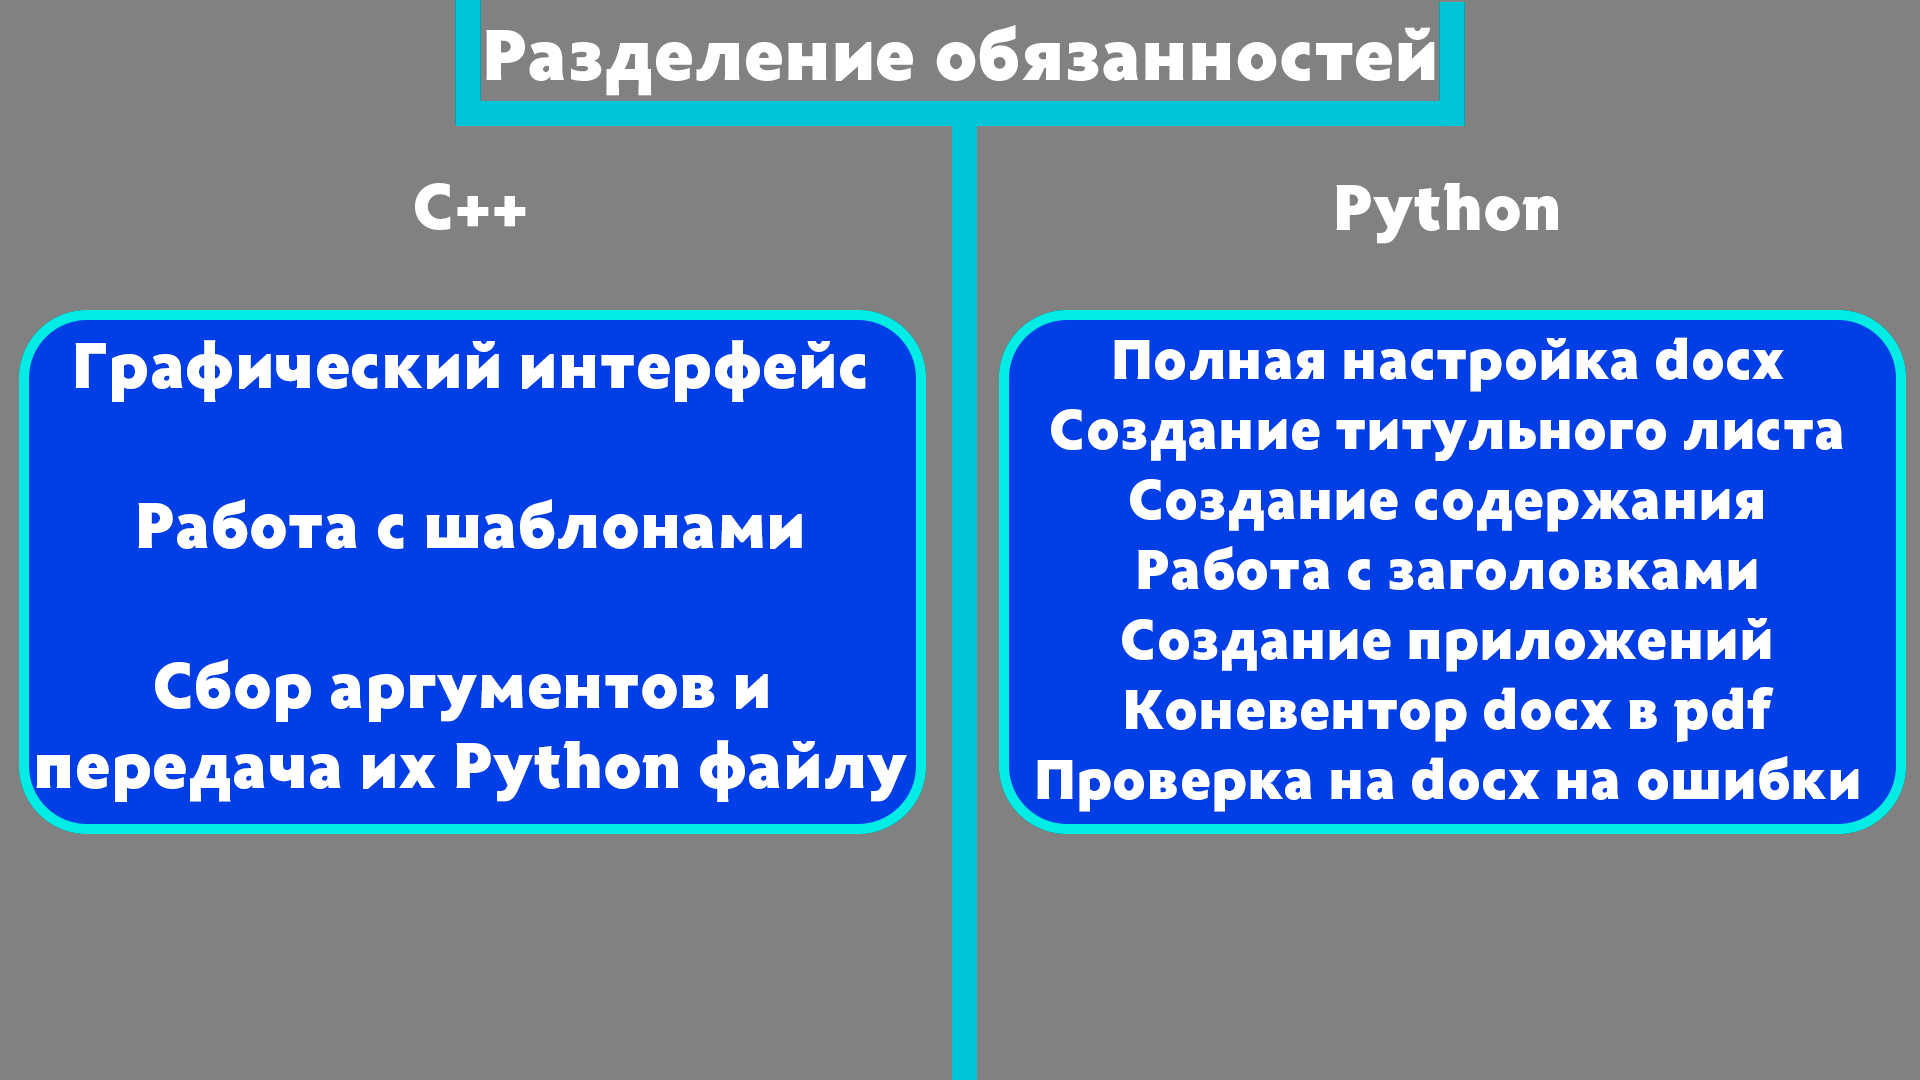 Разделение обязанностей
C++
Графический интерфейс
Работа с шаблонами
Сбор аргументов и
передача их Python файлу
Python
Полная настройка docx
Создание титульного листа
Создание содержания
Работа с заголовками
Создание приложений
Коневентор docx в pdf
Проверка на docx на ошибки